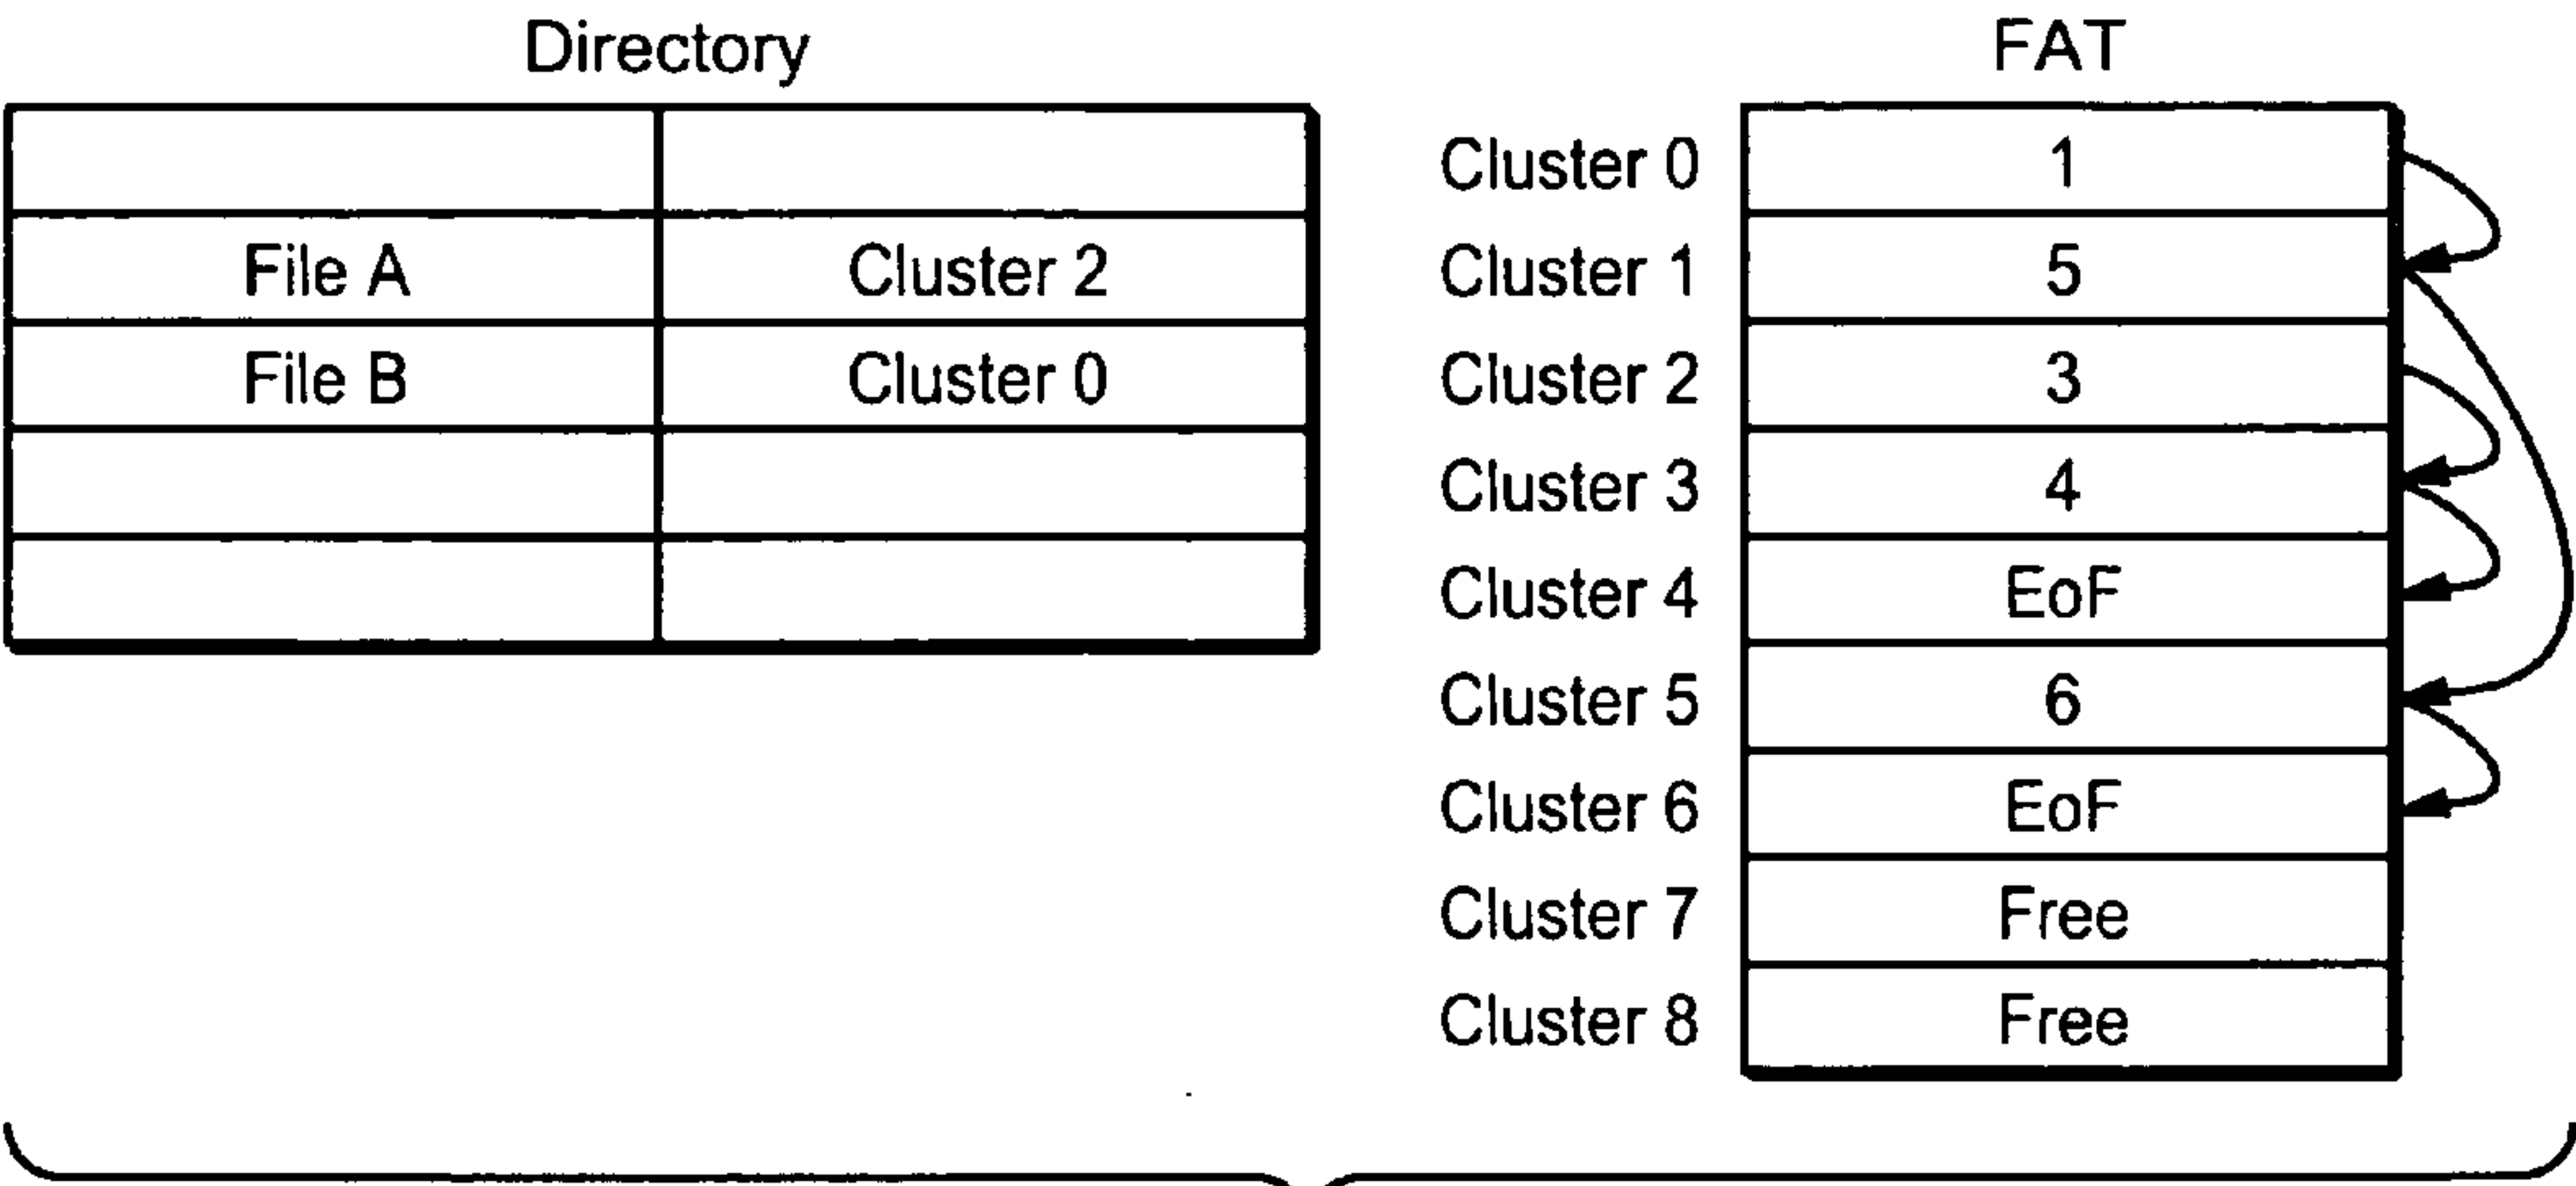 Directory
File A Cluster 2
File B Cluster 0
FAT
Cluster 0 1
Cluster 1 5
Cluster 2 3
Cluster 3 4
Cluster 4 EoF
Cluster 5 6
Cluster 6 EoF
Cluster 7 Free
Cluster 8 Free